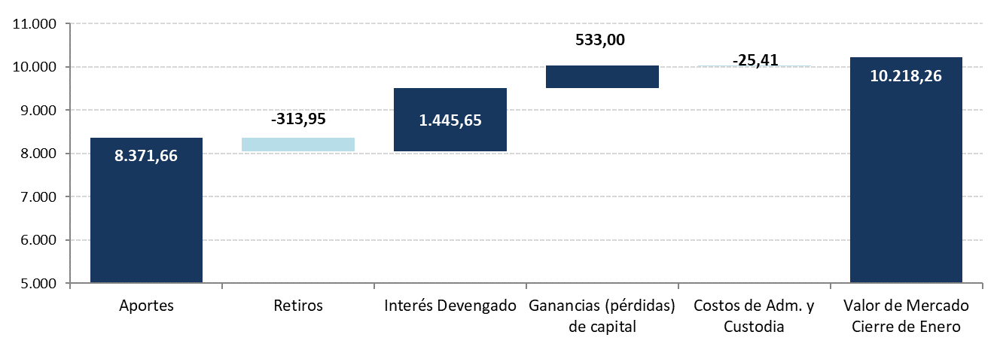 11.000
10.000
9.000
8.000
7.000
6.000
5.000
8.371,66
-313,95
1.445,65
533,00
-25,41
10.218,26
Aportes
Retiros
Interés Devengado
Ganancias (pérdidas)
de capital
Costos de Adm. y
Custodia
Valor de Mercado
Cierre de Enero